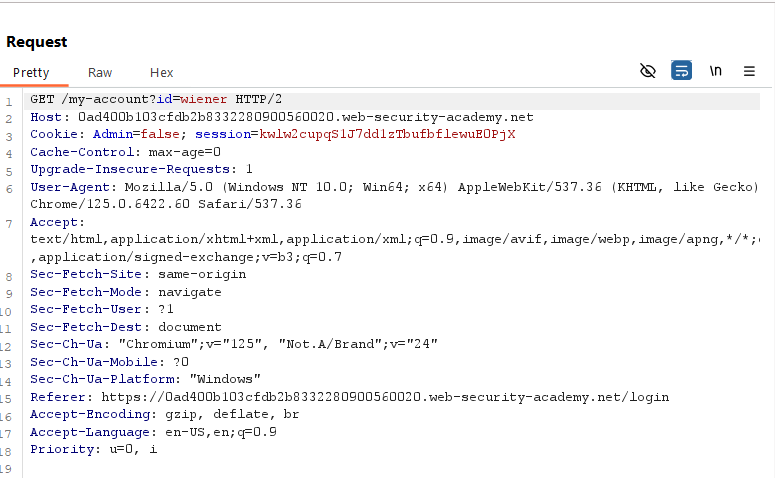 Request
Pretty Raw Hex \n
1 GET /my-account?id=wiener HTTP/2
2 Host: 0ad400b103cfdb2b8332280900560020.web-security-academy.net
3 Cookie: Admin=false; session=kwlw2cupqS1J7dd1zTbufbflewuE0PjX
4 Cache-Control: max-age=0
5 Upgrade-Insecure-Requests: 1
6 User-Agent: Mozilla/5.0 (Windows NT 10.0; Win64; x64) AppleWebKit/537.36 (KHTML, like Gecko)
Chrome/125.0.6422.60 Safari/537.36
7 Accept:
text/html,application/xhtml+xml,application/xml;q=0.9,image/avif,image/webp,image/apng,*/*;
,application/signed-exchange;v=b3;q=0.7
8 Sec-Fetch-Site: same-origin
9 Sec-Fetch-Mode: navigate
10 Sec-Fetch-User: ?1
11 Sec-Fetch-Dest: document
12 Sec-Ch-Ua: "Chromium";v="125", "Not.A/Brand";v="24"
13 Sec-Ch-Ua-Mobile: ?0
14 Sec-Ch-Ua-Platform: "Windows"
15 Referer: https://0ad400b103cfdb2b8332280900560020.web-security-academy.net/login
16 Accept-Encoding: gzip, deflate, br
17 Accept-Language: en-US,en;q=0.9
18 Priority: u=0, i
19